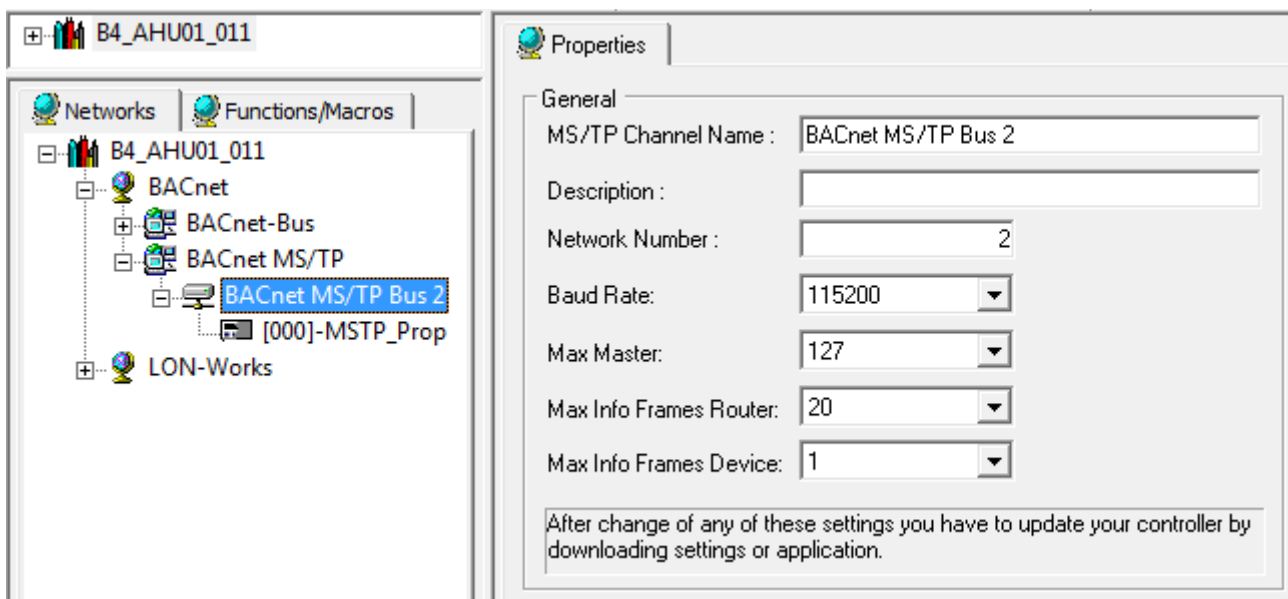 B4_AHU01_011
Networks
Functions/Macros
B4_AHU01_011
BACnet
BACnet-Bus
BACnet MS/TP
BACnet MS/TP Bus 2
[000]-MSTP_Prop
LON-Works
Properties
General
MS/TP Channel Name : BACnet MS/TP Bus 2
Description :
Network Number : 2
Baud Rate: 115200
Max Master: 127
Max Info Frames Router: 20
Max Info Frames Device: 1
After change of any of these settings you have to update your controller by
downloading settings or application.